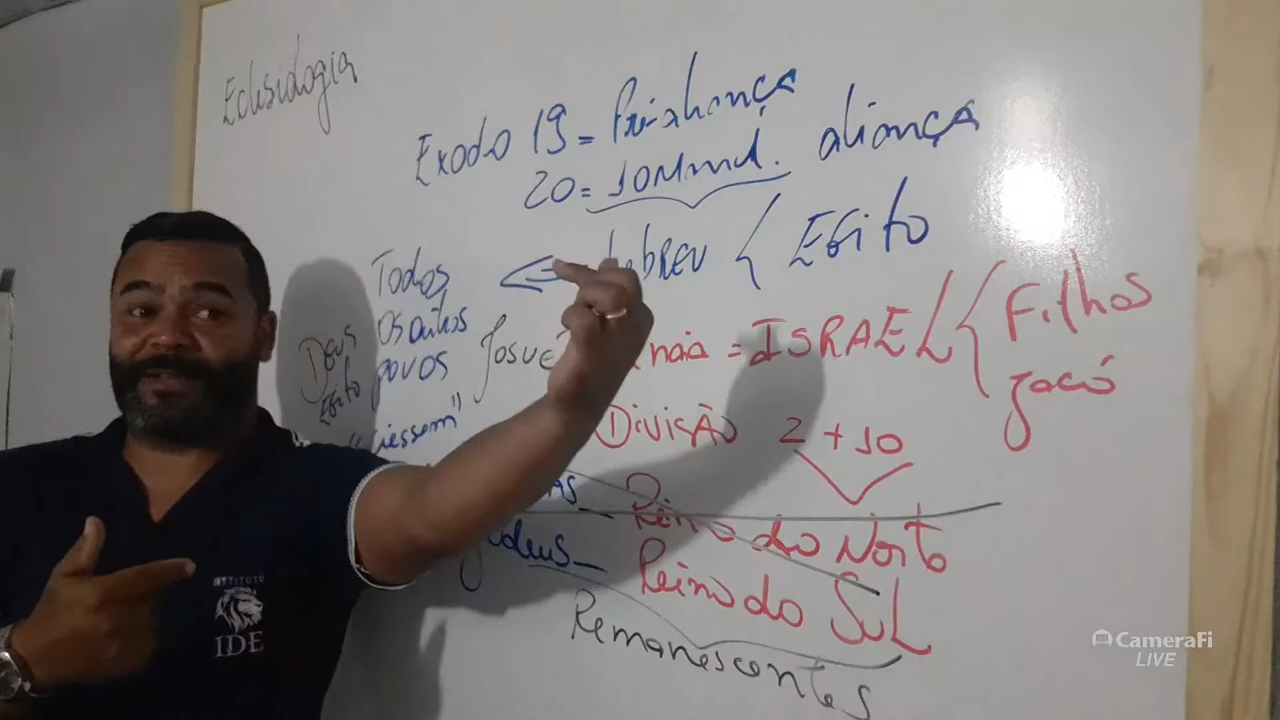 Eclesiologia
Exodo 19 = Pré-aliança
20 = 10 Mmd. aliança
Todos
Os outros
povos
Deus
Egito
Hebreu { Egito
Josué
= ISRAEL { Filhos
Jacó
Divisão 2 + 10
Reino do Norte
Judeus - Reino do Sul
Remanescentes
INSTITUTO
IDE
CameraFi
LIVE